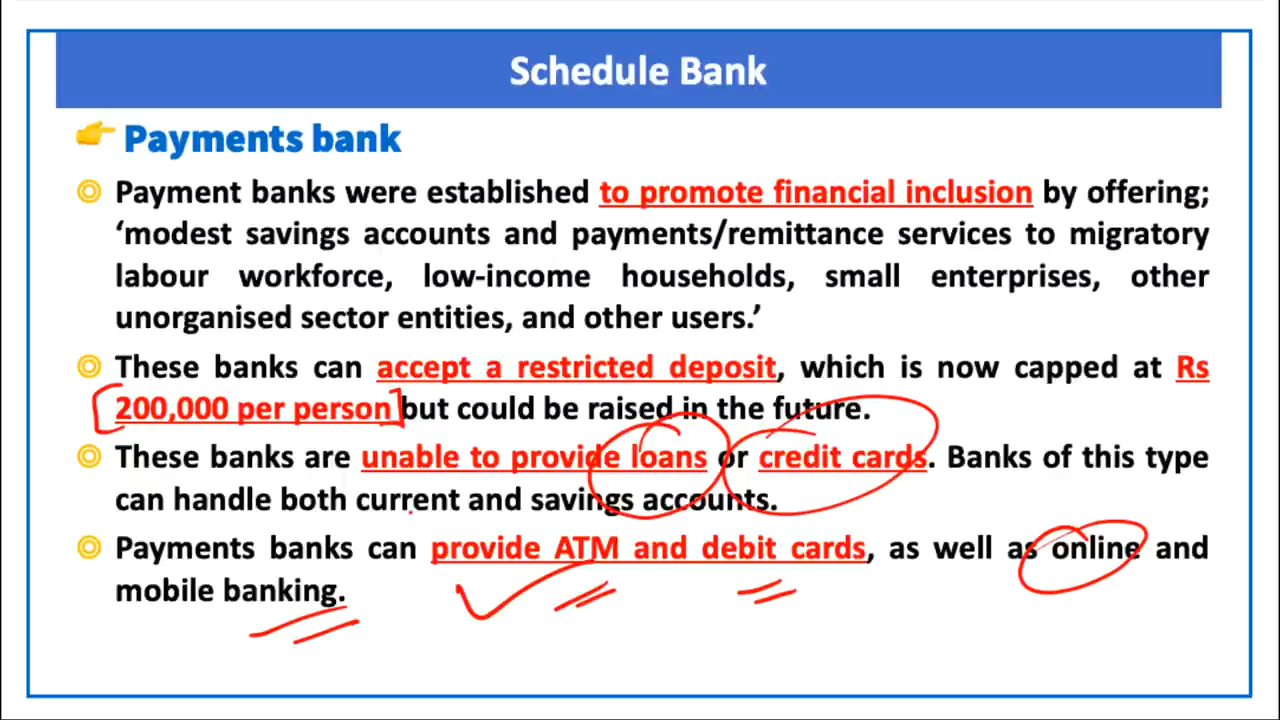 Schedule Bank
Payments bank
Payment banks were established to promote financial inclusion by offering;
‘modest savings accounts and payments/remittance services to migratory
labour workforce, low-income households, small enterprises, other
unorganised sector entities, and other users.’
These banks can accept a restricted deposit, which is now capped at Rs
200,000 per person but could be raised in the future.
These banks are unable to provide loans or credit cards. Banks of this type
can handle both current and savings accounts.
Payments banks can provide ATM and debit cards, as well as online and
mobile banking.